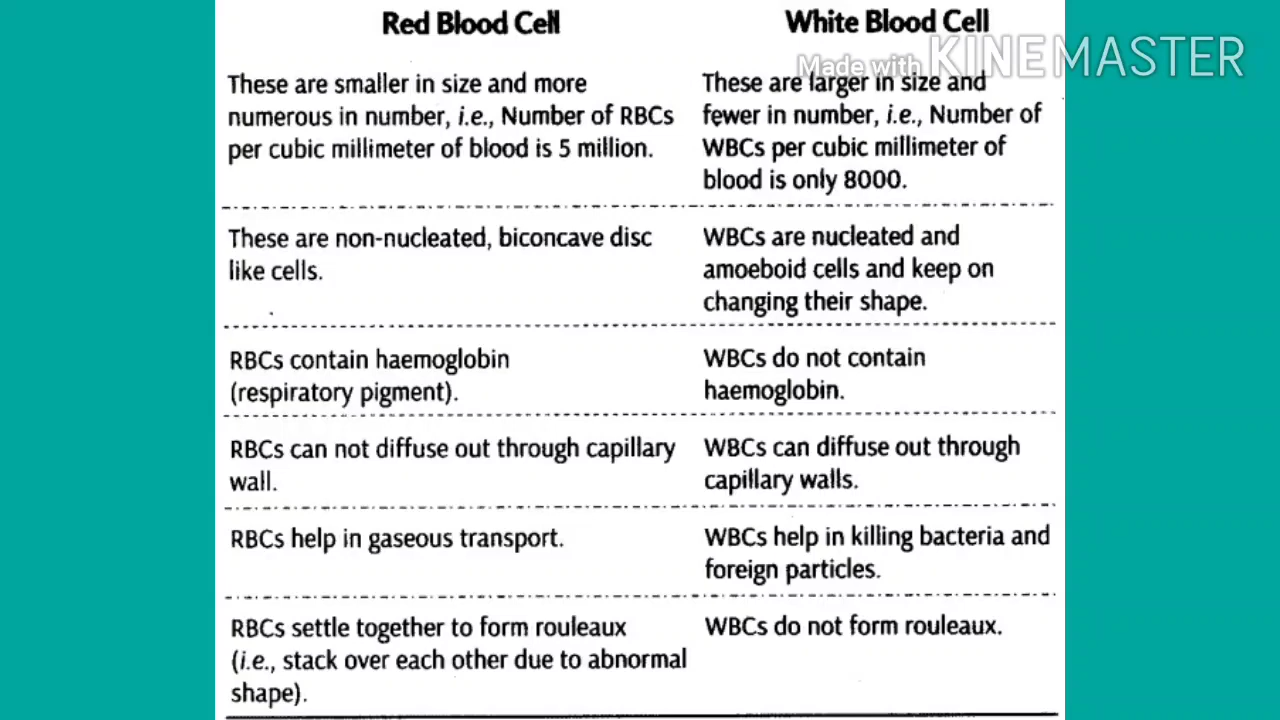 Red Blood Cell
White Blood Cell
Made with KINEMASTER
These are smaller in size and more
numerous in number, i.e., Number of RBCs
per cubic millimeter of blood is 5 million.
These are larger in size and
fewer in number, i.e., Number of
WBCs per cubic millimeter of
blood is only 8000.
These are non-nucleated, biconcave disc
like cells.
WBCs are nucleated and
amoeboid cells and keep on
changing their shape.
RBCs contain haemoglobin
(respiratory pigment).
WBCs do not contain
haemoglobin.
RBCs can not diffuse out through capillary
wall.
WBCs can diffuse out through
capillary walls.
RBCs help in gaseous transport.
WBCs help in killing bacteria and
foreign particles.
RBCs settle together to form rouleaux
(i.e., stack over each other due to abnormal
shape).
WBCs do not form rouleaux.